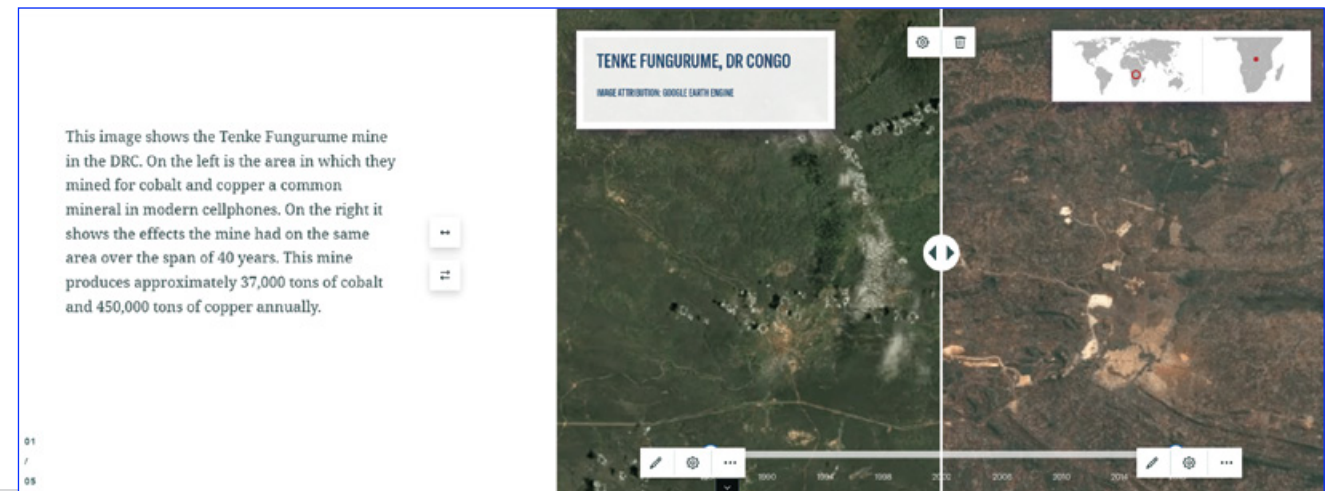 This image shows the Tenke Fungurume mine
in the DRC. On the left is the area in which they
mined for cobalt and copper a common
mineral in modern cellphones. On the right it
shows the effects the mine had on the same
area over the span of 40 years. This mine
produces approximately 37,000 tons of cobalt
and 450,000 tons of copper annually.
01
/
05
TENKE FUNGURUME, DR CONGO
IMAGE ATTRIBUTION: GOOGLE EARTH ENGINE
1990 1994 1998 2006 2010 2014